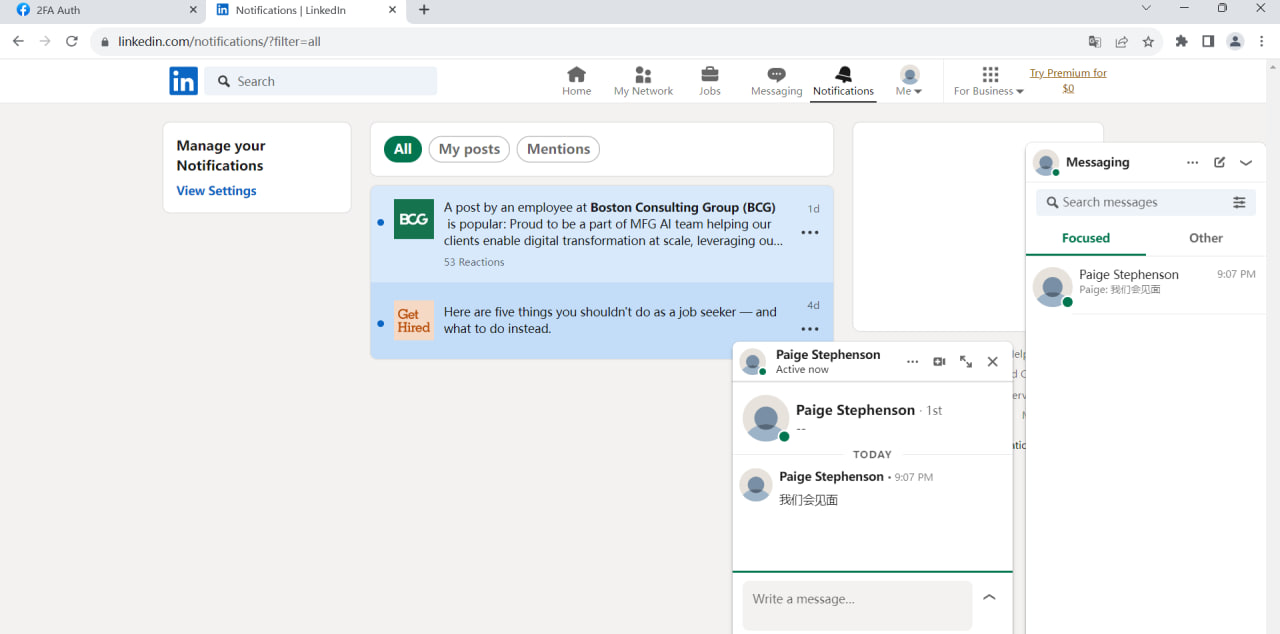 2FA Auth
Notifications | LinkedIn
linkedin.com/notifications/?filter=all
in
Search
Home
My Network
Jobs
Messaging
Notifications
Me
For Business
Try Premium for
$0
Manage your
Notifications
View Settings
All
My posts
Mentions
BCG
A post by an employee at Boston Consulting Group (BCG)
is popular: Proud to be a part of MFG AI team helping our
clients enable digital transformation at scale, leveraging ou...
53 Reactions
1d
Get
Hired
Here are five things you shouldn't do as a job seeker — and
what to do instead.
4d
Messaging
Search messages
Focused
Other
Paige Stephenson
9:07 PM
Paige: 我们会见面
Paige Stephenson
Active now
Paige Stephenson · 1st
--
TODAY
Paige Stephenson • 9:07 PM
我们会见面
Write a message...